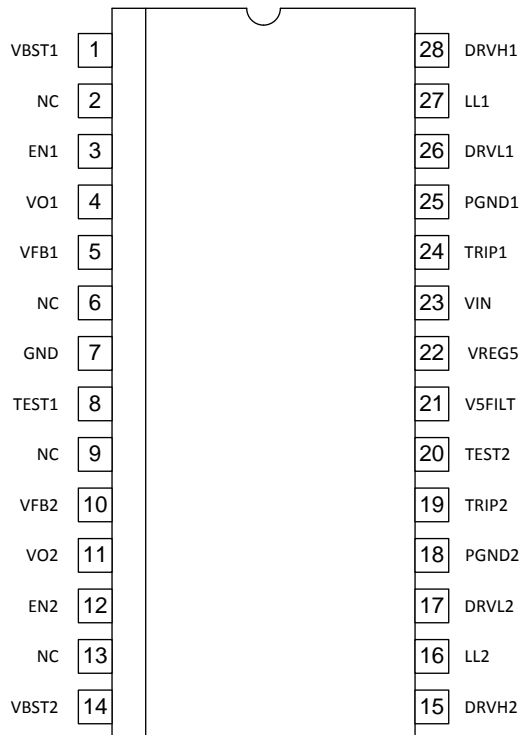 VBST1 1 28 DRVH1
NC 2 27 LL1
EN1 3 26 DRVL1
VO1 4 25 PGND1
VFB1 5 24 TRIP1
NC 6 23 VIN
GND 7 22 VREG5
TEST1 8 21 V5FILT
NC 9 20 TEST2
VFB2 10 19 TRIP2
VO2 11 18 PGND2
EN2 12 17 DRVL2
NC 13 16 LL2
VBST2 14 15 DRVH2